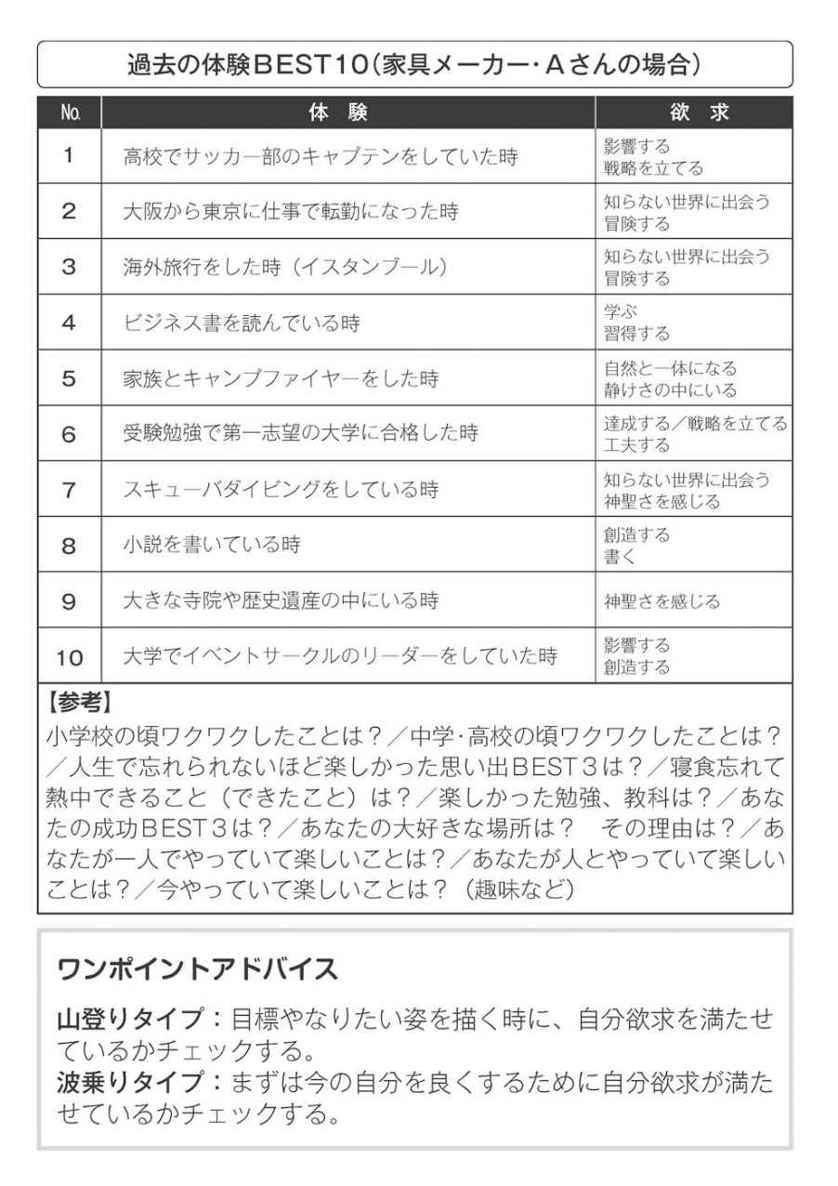 過去の体験BEST10(家具メーカー・Aさんの場合)
No. 体験 欲求
1 高校でサッカー部のキャプテンをしていた時 影響する
戦略を立てる
2 大阪から東京に仕事で転勤になった時 知らない世界に出会う
冒険する
3 海外旅行をした時(イスタンブール) 知らない世界に出会う
冒険する
4 ビジネス書を読んでいる時 学ぶ
習得する
5 家族とキャンプファイヤーをした時 自然と一体になる
静けさの中にいる
6 受験勉強で第一志望の大学に合格した時 達成する/戦略を立てる
工夫する
7 スキューバダイビングをしている時 知らない世界に出会う
神聖さを感じる
8 小説を書いている時 創造する
書く
9 大きな寺院や歴史遺産の中にいる時 神聖さを感じる
10 大学でイベントサークルのリーダーをしていた時 影響する
創造する
【参考】
小学校の頃ワクワクしたことは?/中学・高校の頃ワクワクしたことは?
/人生で忘れられないほど楽しかった思い出BEST3は?/寝食忘れて
熱中できること(できたこと)は?/楽しかった勉強、教科は?/あな
たの成功BEST3は?/あなたの大好きな場所は? その理由は?/あ
なたが一人でやっていて楽しいことは?/あなたが人とやっていて楽しい
ことは?/今やっていて楽しいことは?(趣味など)
ワンポイントアドバイス
山登りタイプ:目標やなりたい姿を描く時に、自分欲求を満たせ
ているかチェックする。
波乗りタイプ:まずは今の自分を良くするために自分欲求が満た
せているかチェックする。